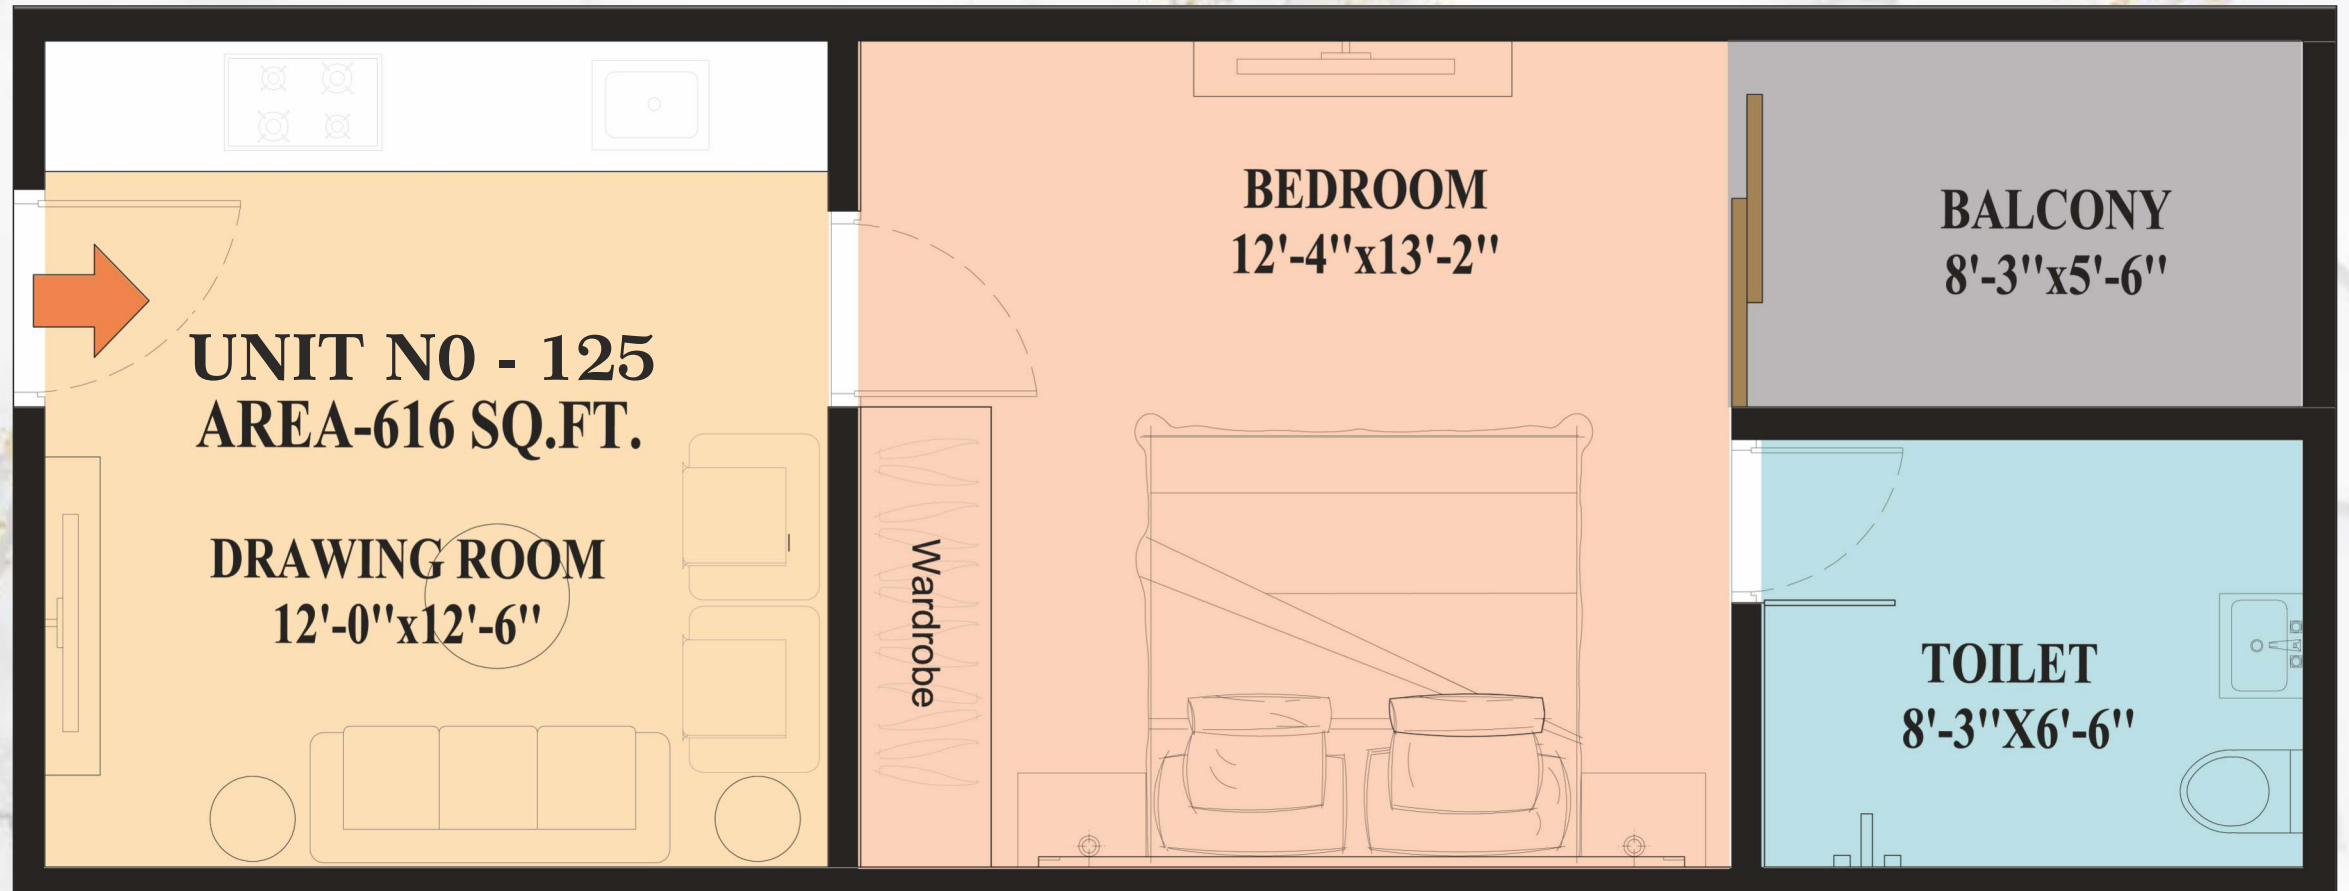 UNIT N0 - 125
AREA-616 SQ.FT.
DRAWING ROOM
12'-0"x12'-6"
Wardrobe
BEDROOM
12'-4"x13'-2"
BALCONY
8'-3"x5'-6"
TOILET
8'-3"X6'-6"